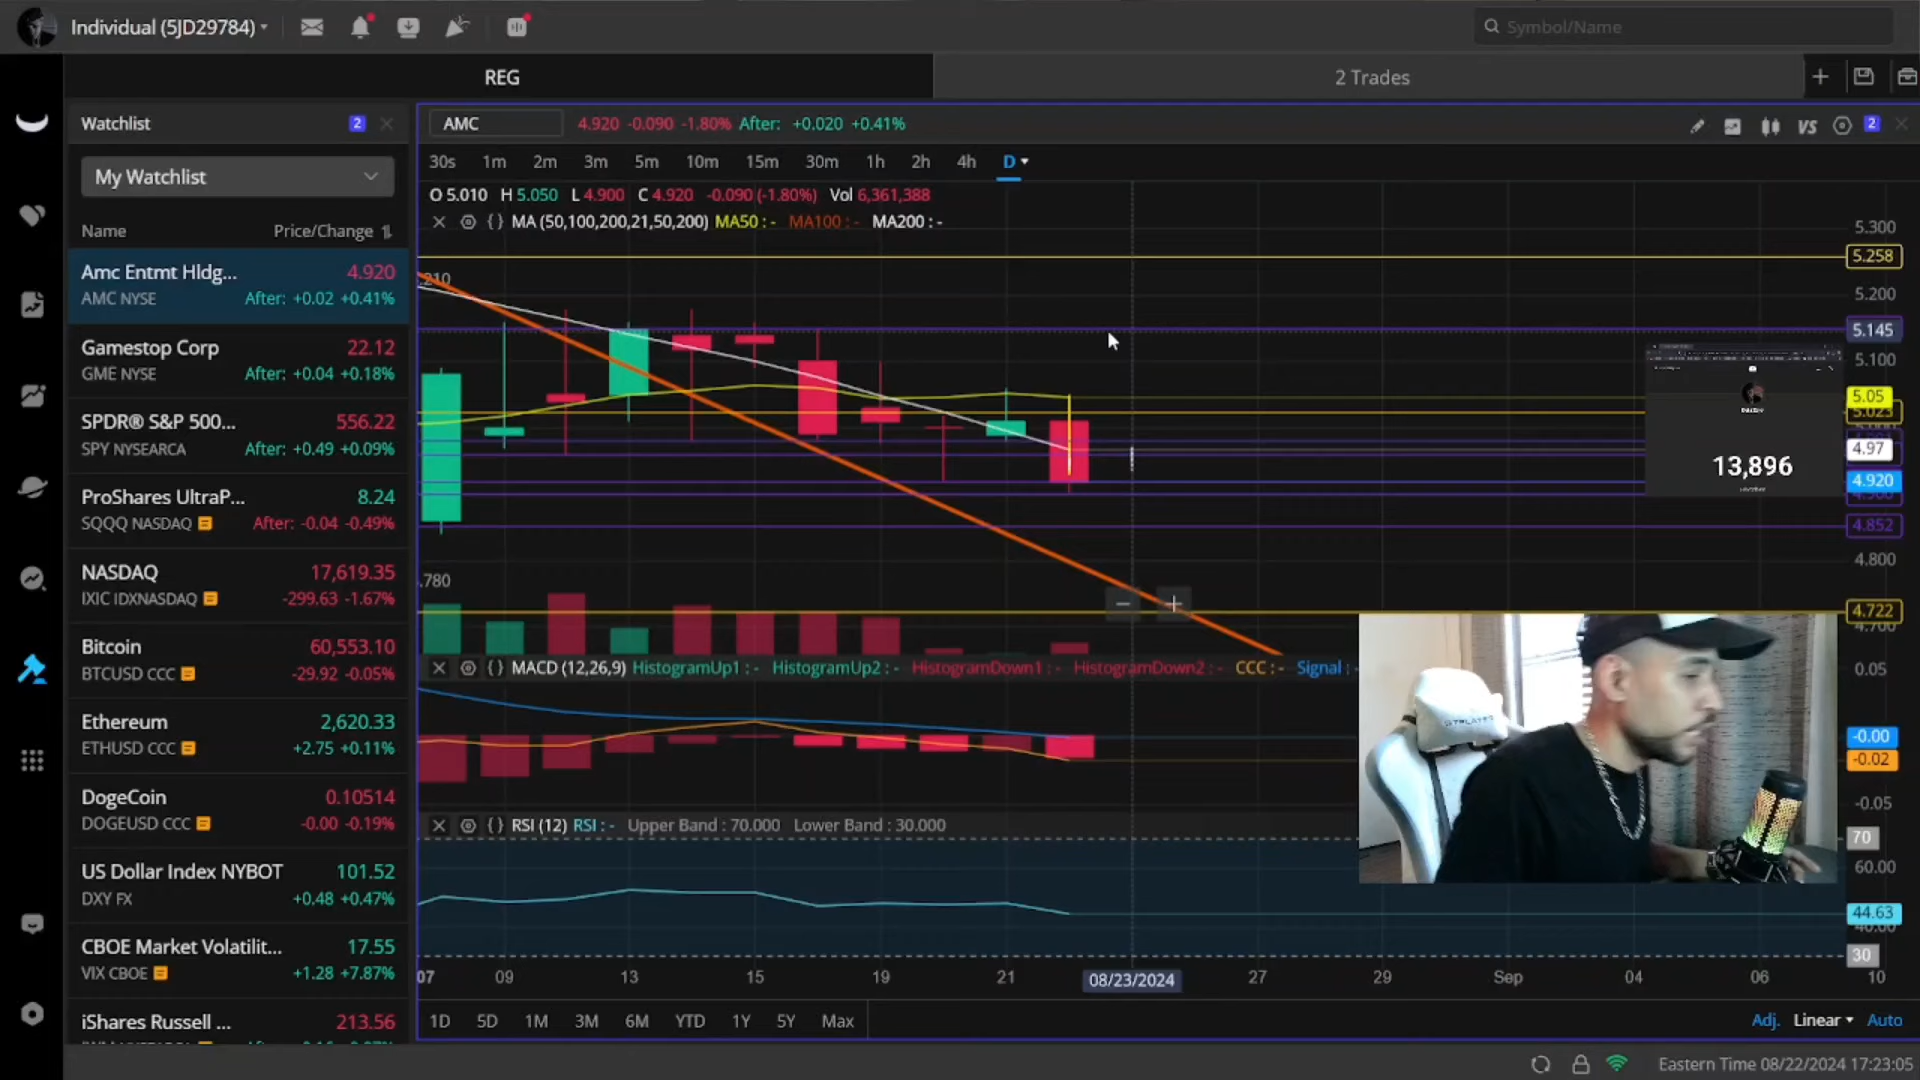 Individual (5JD29784)
Symbol/Name
REG
2 Trades
Watchlist
2
My Watchlist
Name
Price/Change
Amc Entmt Hldg...
4.920
AMC NYSE
After: +0.02 +0.41%
Gamestop Corp
22.12
GME NYSE
After: +0.04 +0.18%
SPDR® S&P 500...
556.22
SPY NYSEARCA
After: +0.49 +0.09%
ProShares UltraP...
8.24
SQQQ NASDAQ
After: -0.04 -0.49%
NASDAQ
17,619.35
IXIC IDXNASDAQ
-299.63 -1.67%
Bitcoin
60,553.10
BTCUSD CCC
-29.92 -0.05%
Ethereum
2,620.33
ETHUSD CCC
+2.75 +0.11%
DogeCoin
0.10514
DOGEUSD CCC
-0.00 -0.19%
US Dollar Index NYBOT
101.52
DXY FX
+0.48 +0.47%
CBOE Market Volatilit...
17.55
VIX CBOE
+1.28 +7.87%
iShares Russell ...
213.56
AMC
4.920 -0.090 -1.80% After: +0.020 +0.41%
VS
2
30s 1m 2m 3m 5m 10m 15m 30m 1h 2h 4h D
O 5.010 H 5.050 L 4.900 C 4.920 -0.090 (-1.80%) Vol 6,361,388
MA (50,100,200,21,50,200) MA50 : - MA100 : - MA200 : -
.210
.780
5.300
5.258
5.200
5.145
5.100
5.05
5.023
4.97
4.920
4.852
4.800
4.722
4.700
13,896
MACD (12,26,9) HistogramUp1 : - HistogramUp2 : - HistogramDown1 : - HistogramDown2 : - CCC : - Signal : -
0.05
-0.00
-0.02
-0.05
RSI (12) RSI : - Upper Band : 70.000 Lower Band : 30.000
70
60.00
44.63
40.00
30
07 09 13 15 19 21 08/23/2024 27 29 Sep 04 06 10
1D 5D 1M 3M 6M YTD 1Y 5Y Max
Adj. Linear Auto
Eastern Time 08/22/2024 17:23:05